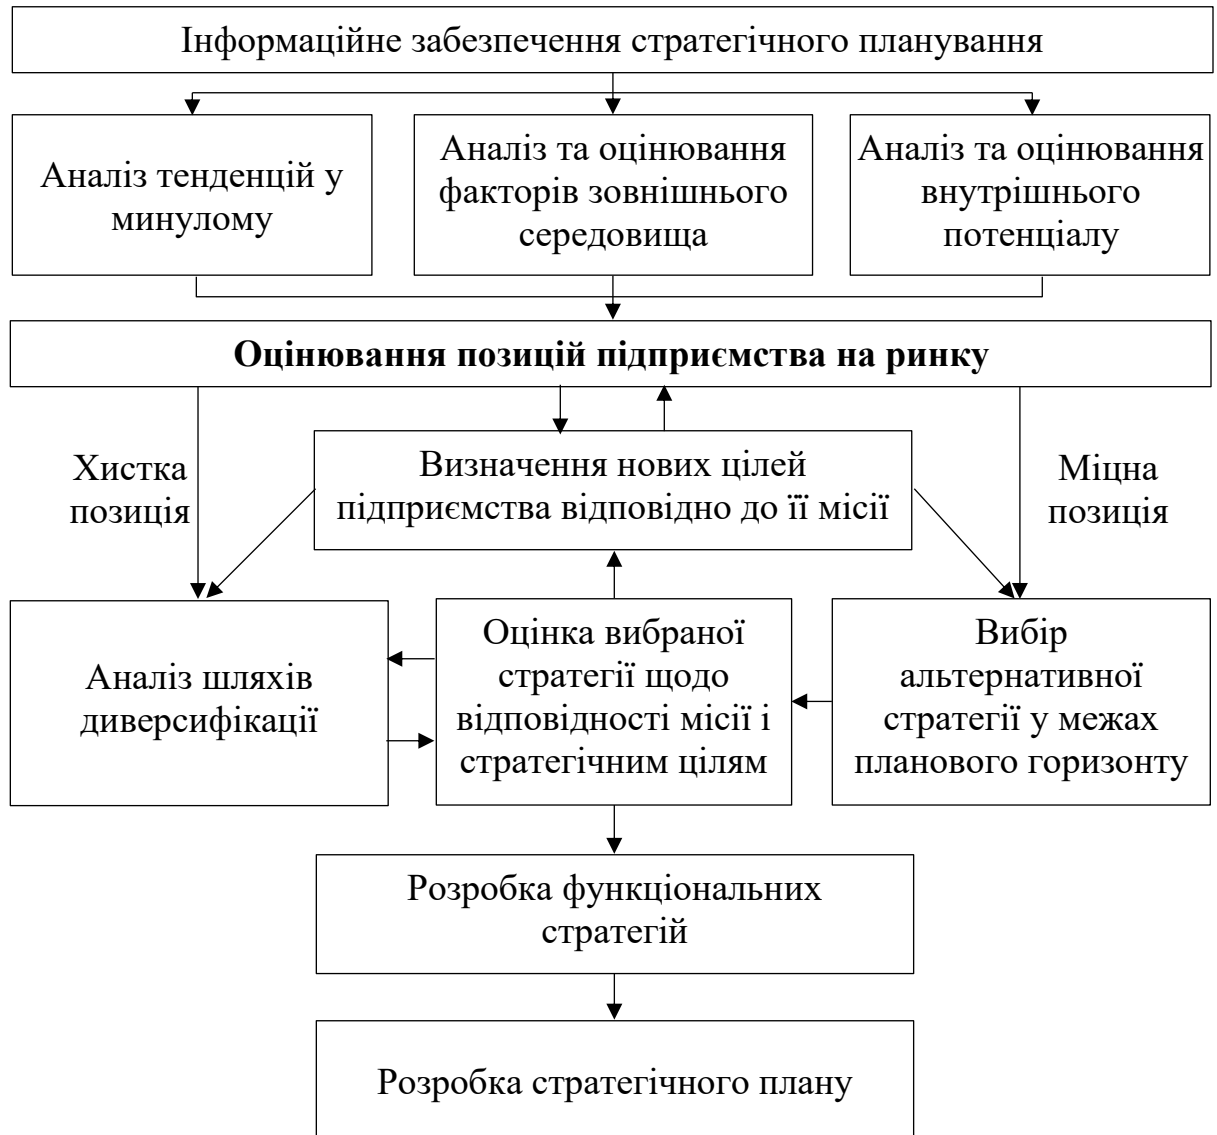 Інформаційне забезпечення стратегічного планування
Аналіз тенденцій у
минулому
Аналіз та оцінювання
факторів зовнішнього
середовища
Аналіз та оцінювання
внутрішнього
потенціалу
Оцінювання позицій підприємства на ринку
Хистка
позиція
Визначення нових цілей
підприємства відповідно до її місії
Міцна
позиція
Аналіз шляхів
диверсифікації
Оцінка вибраної
стратегії щодо
відповідності місії і
стратегічним цілям
Вибір
альтернативної
стратегії у межах
планового горизонту
Розробка функціональних
стратегій
Розробка стратегічного плану